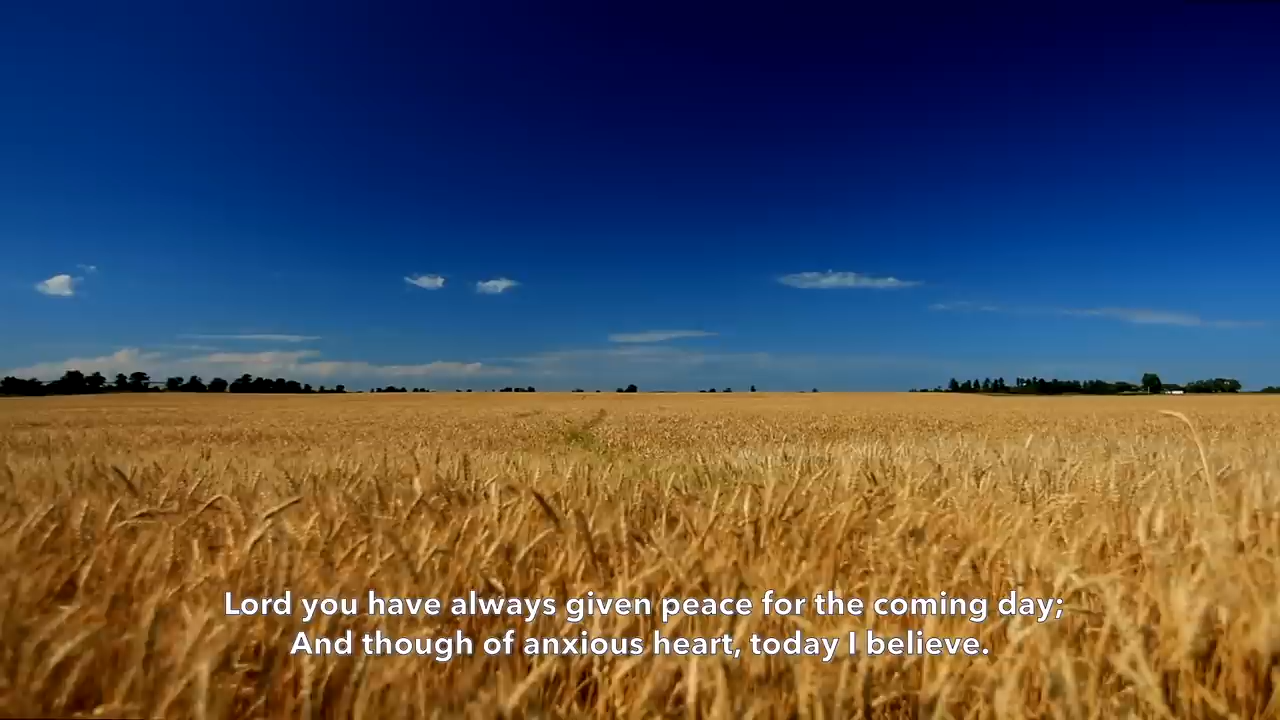 Lord you have always given peace for the coming day;
And though of anxious heart, today I believe.